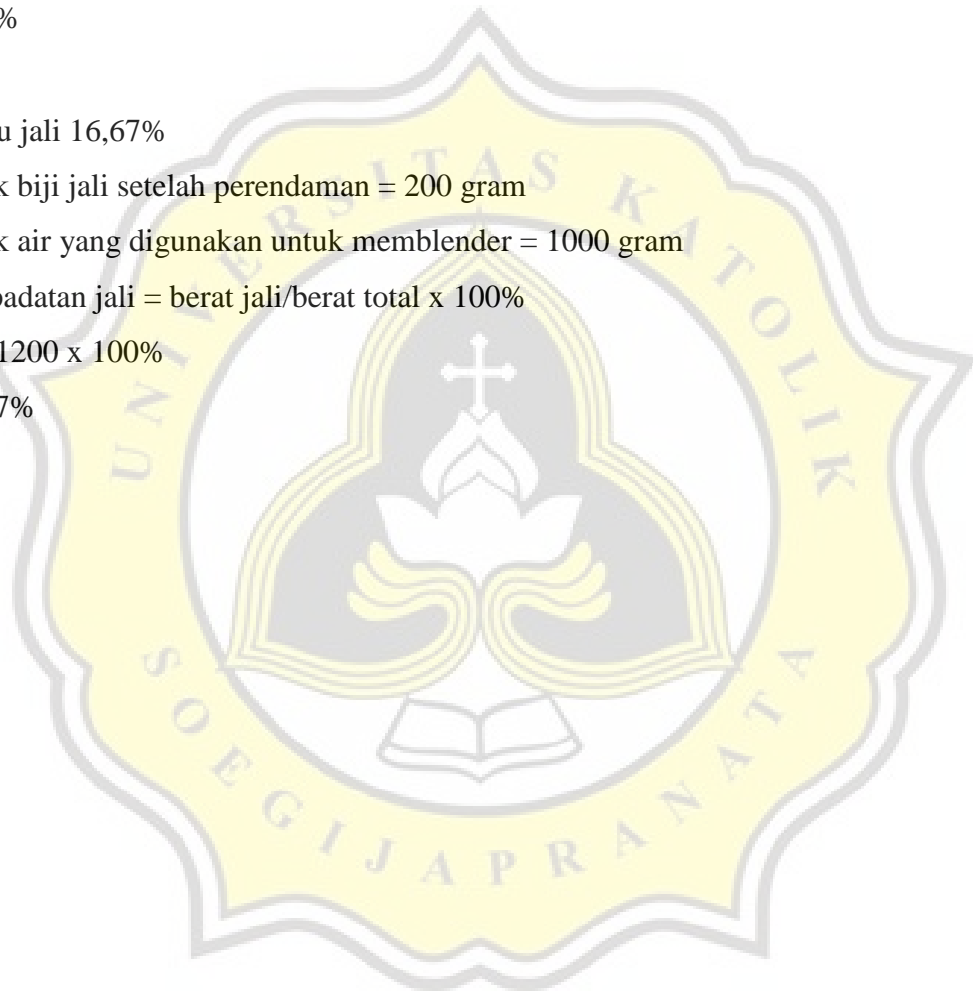 %
u jali 16,67%
k biji jali setelah perendaman = 200 gram
k air yang digunakan untuk memblender = 1000 gram
padatan jali = berat jali/berat total x 100%
1200 x 100%
7%
UNIVERSITAS KATOLIK
SOEGIJAPRANATA